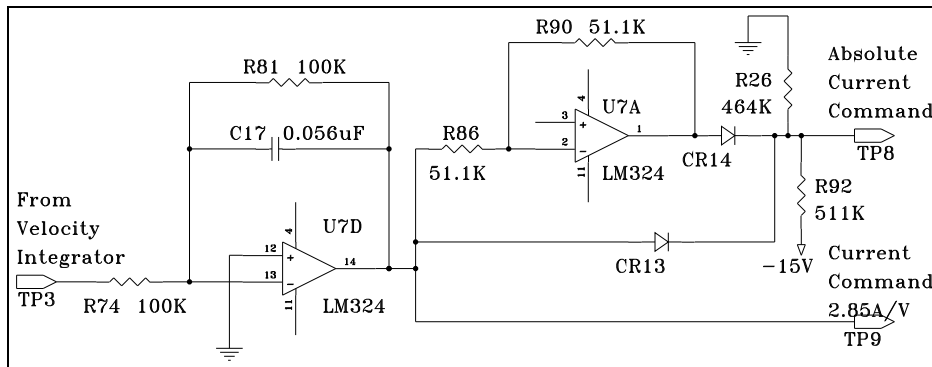 R90 51.1K
R81 100K
4
U7A
3
+
1
2
−
11
LM324
C17 0.056uF
R86
51.1K
R26
464K
Absolute
Current
Command
TP8
CR14
R92
511K
−15V
CR13
From
Velocity
Integrator
TP3
R74 100K
4
U7D
12
+
14
13
−
11
LM324
Current
Command
2.85A/V
TP9